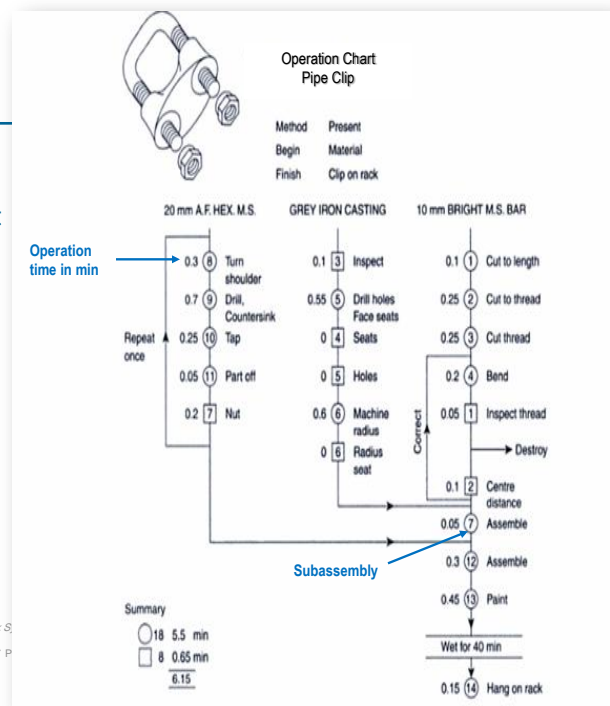 Operation Chart
Pipe Clip
Method Present
Begin Material
Finish Clip on rack
20 mm A.F. HEX. M.S.
Operation
time in min
0.3 8 Turn
shoulder
0.7 9 Drill,
Countersink
Repeat
once
0.25 10 Tap
0.05 11 Part off
0.2 7 Nut
GREY IRON CASTING
0.1 3 Inspect
0.55 5 Drill holes
Face seats
0 4 Seats
0 5 Holes
0.6 6 Machine
radius
0 6 Radius
seat
10 mm BRIGHT M.S. BAR
0.1 1 Cut to length
0.25 2 Cut to thread
0.25 3 Cut thread
0.2 4 Bend
0.05 1 Inspect thread
Correct
Destroy
0.1 2 Centre
distance
0.05 7 Assemble
Subassembly
0.3 12 Assemble
0.45 13 Paint
Wet for 40 min
0.15 14 Hang on rack
Summary
18 5.5 min
8 0.65 min
6.15